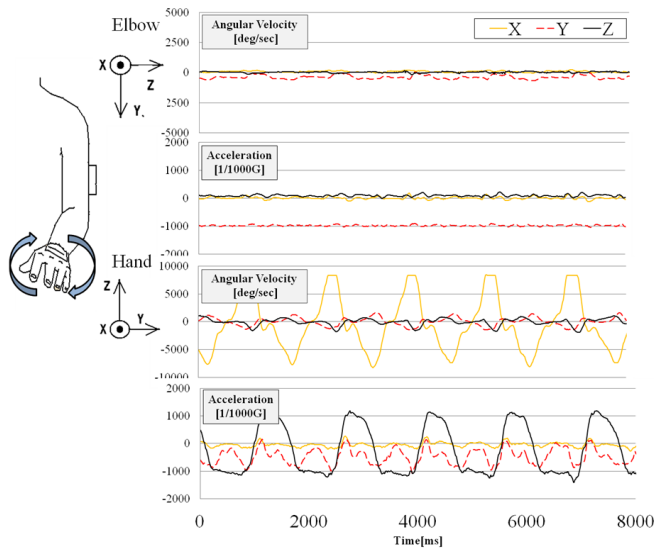 Elbow
X
Z
Y.
Angular Velocity
[deg/sec]
X Y Z
5000
2500
0
2500
-5000
Acceleration
[1/1000G]
2000
1000
0
-1000
-2000
Hand
Z
X
Y
Angular Velocity
[deg/sec]
10000
5000
0
-5000
-10000
Acceleration
[1/1000G]
2000
1000
0
-1000
-2000
0 2000 4000 6000 8000
Time[ms]